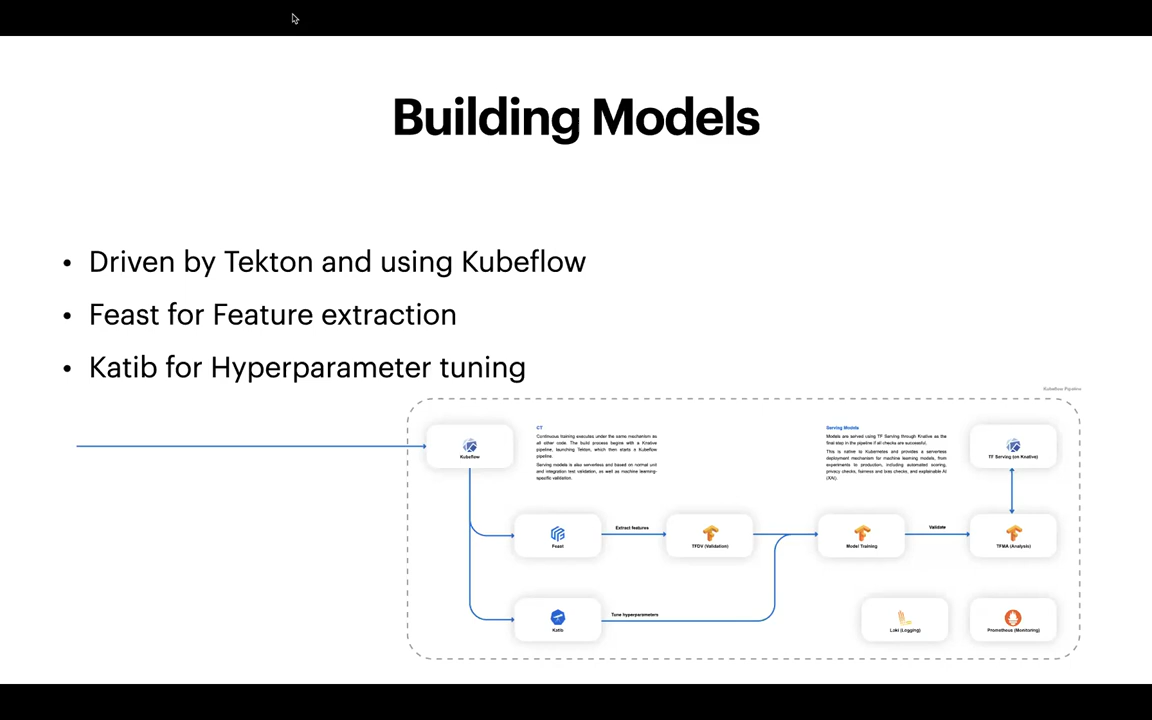 Building Models
• Driven by Tekton and using Kubeflow
• Feast for Feature extraction
• Katib for Hyperparameter tuning
Kubeflow Pipeline
Kubeflow
CT
Continuous training executes under the same mechanism as
all other code. The build process begins with a Knative
pipeline, launching Tekton, which then starts a Kubeflow
pipeline.
Serving models is also serverless and based on normal unit
and integration test validation, as well as machine learning-
specific validation.
Serving Models
Models are served using TF Serving through Knative as the
final step in the pipeline if all checks are successful.
This is native to Kubernetes and provides a serverless
deployment mechanism for machine learning models, from
experiments to production, including automated scoring,
privacy checks, fairness and bias checks, and explainable AI
(XAI).
TF Serving (on Knative)
Feast
Extract features
TFDV (Validation)
Model Training
Validate
TFMA (Analysis)
Katib
Tune hyperparameters
Loki (Logging)
Prometheus (Monitoring)